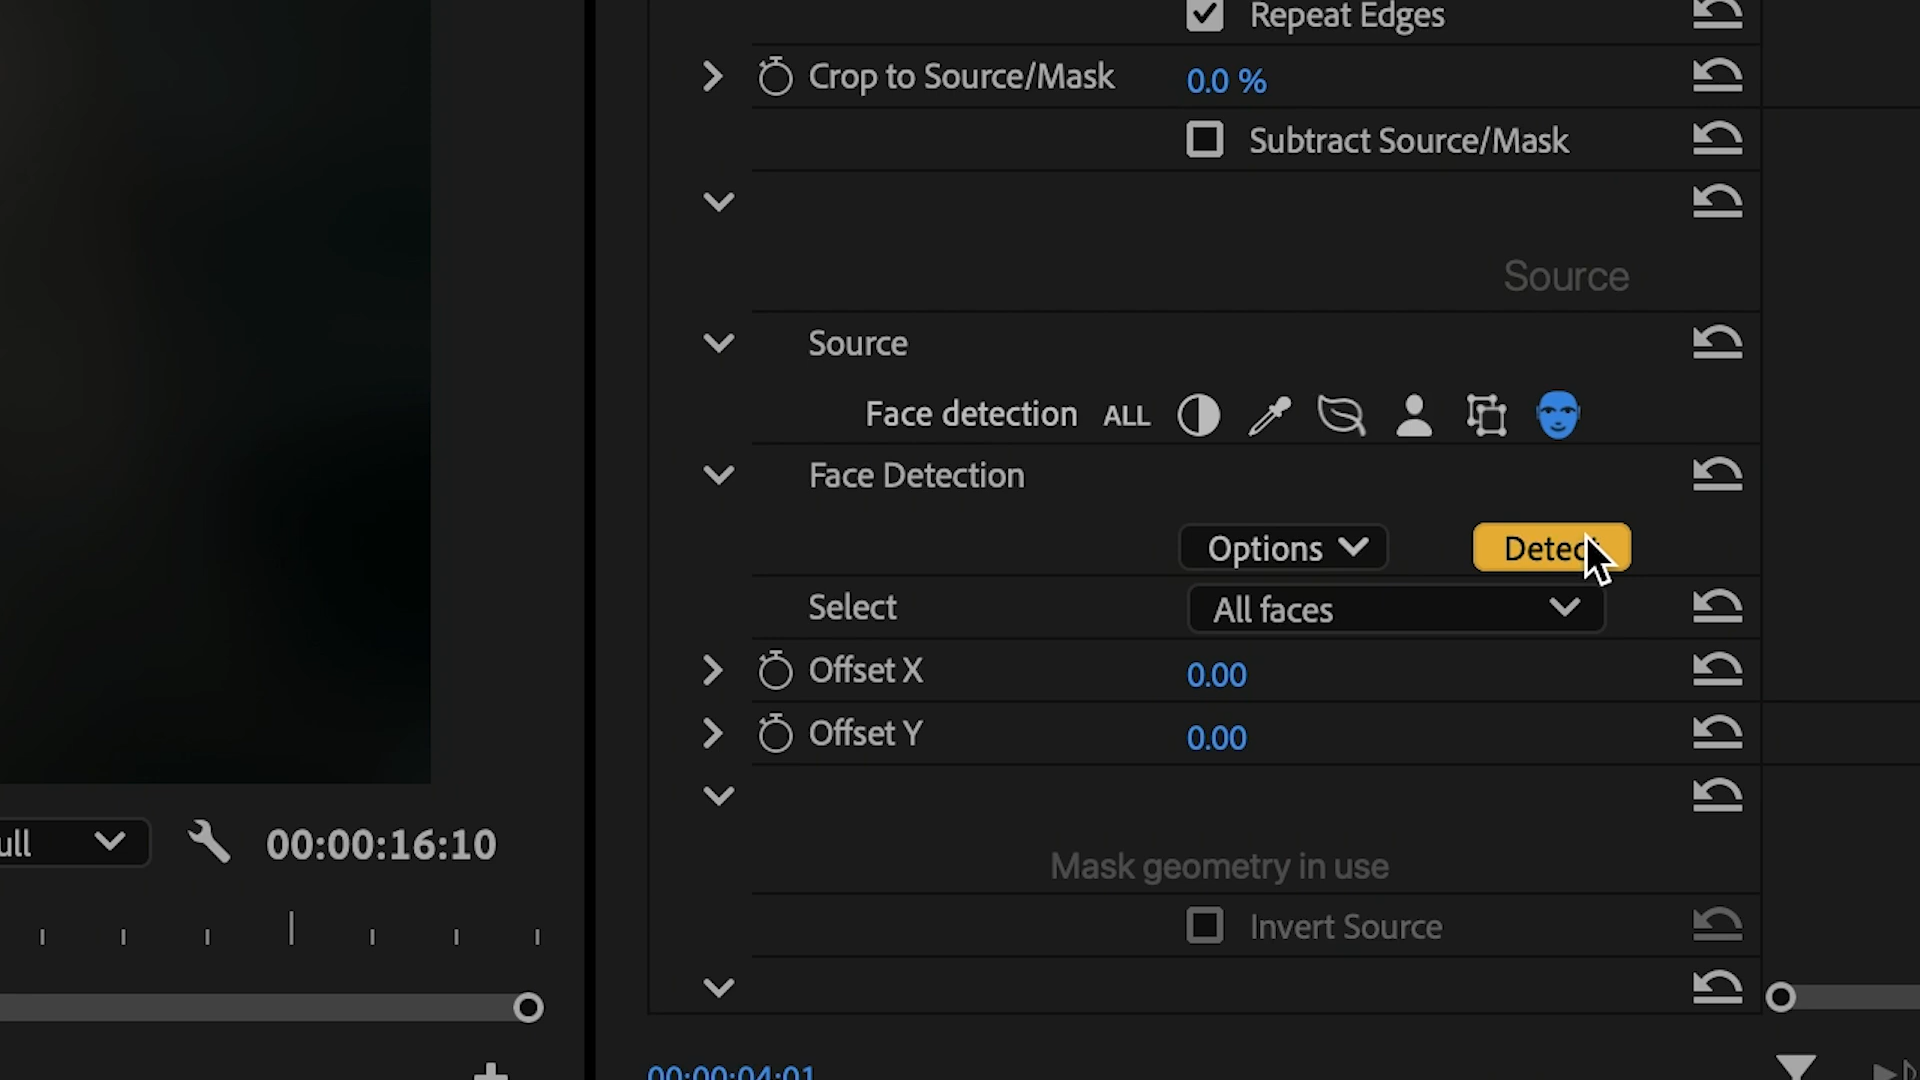 Repeat Edges
Crop to Source/Mask 0.0 %
Subtract Source/Mask
Source
Source
Face detection ALL
Face Detection
Options Detect
Select All faces
Offset X 0.00
Offset Y 0.00
ull 00:00:16:10
Mask geometry in use
Invert Source
00:00:04:01